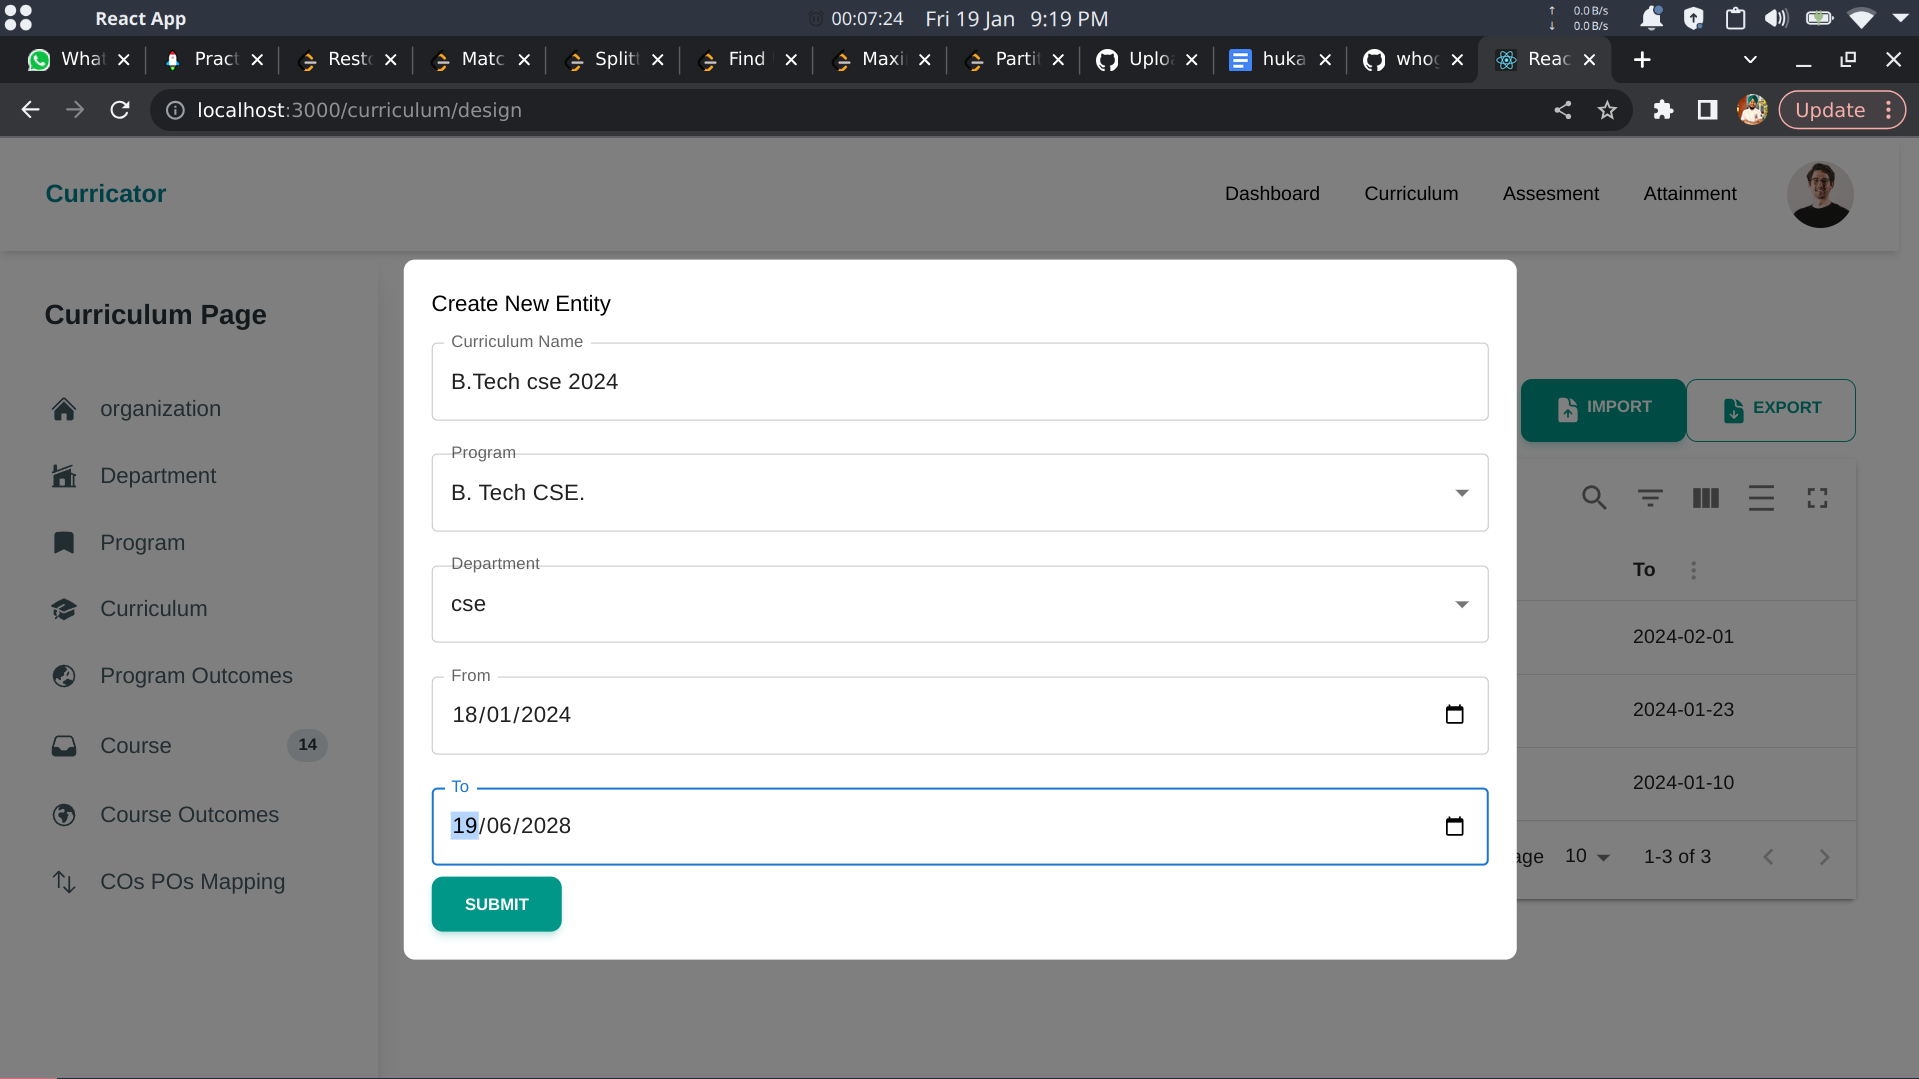 React App
00:07:24 Fri 19 Jan 9:19 PM
↑ 0.0 B/s
↓ 0.0 B/s
What Pract Resto Matc Splitt Find Maxi Partit Uploa huka whog Reac
localhost:3000/curriculum/design
Update
Curricator
Dashboard Curriculum Assesment Attainment
Curriculum Page
organization
Department
Program
Curriculum
Program Outcomes
Course 14
Course Outcomes
COs POs Mapping
Create New Entity
Curriculum Name
B.Tech cse 2024
Program
B. Tech CSE.
Department
cse
From
18/01/2024
To
19/06/2028
SUBMIT
IMPORT EXPORT
To
2024-02-01
2024-01-23
2024-01-10
age 10 1-3 of 3